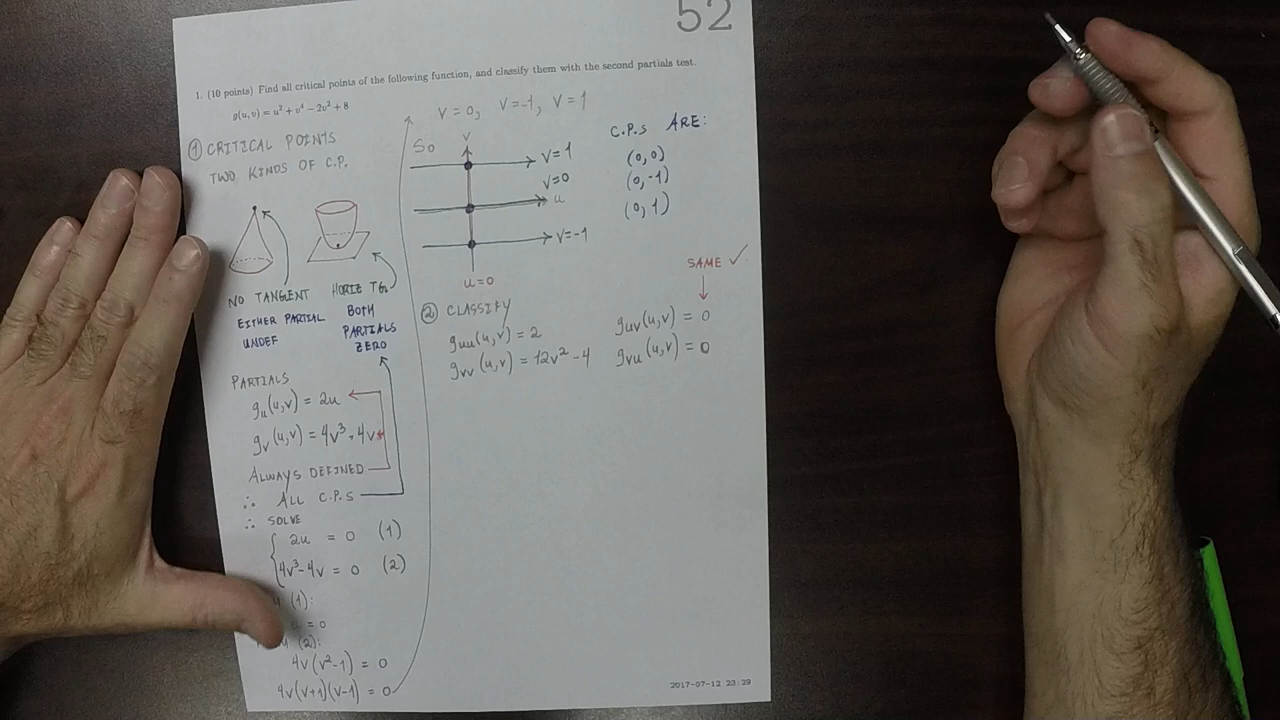 52
1. (10 points) Find all critical points of the following function, and classify them with the second partials test.
g(u, v) = u² + v⁴ − 2v² + 8
① CRITICAL POINTS
TWO KINDS OF C.P.
NO TANGENT
EITHER PARTIAL
UNDEF
HORIZ TG
BOTH
PARTIALS
ZERO
PARTIALS
gᵤ(u,v) = 2u
gᵥ(u,v) = 4v³ - 4v
ALWAYS DEFINED
∴ ALL C.P.S
∴ SOLVE
2u = 0 (1)
4v³-4v = 0 (2)
(1):
= 0
(2):
4v(v²-1) = 0
4v(v+1)(v-1) = 0
v=0, v=-1, v=1
So
v
v=1
v=0
u
v=-1
u=0
C.P.S ARE:
(0,0)
(0,-1)
(0,1)
② CLASSIFY
gᵤᵤ(u,v) = 2
gᵥᵥ(u,v) = 12v² - 4
SAME ✓
gᵤᵥ(u,v) = 0
gᵥᵤ(u,v) = 0
2017-07-12 23:29